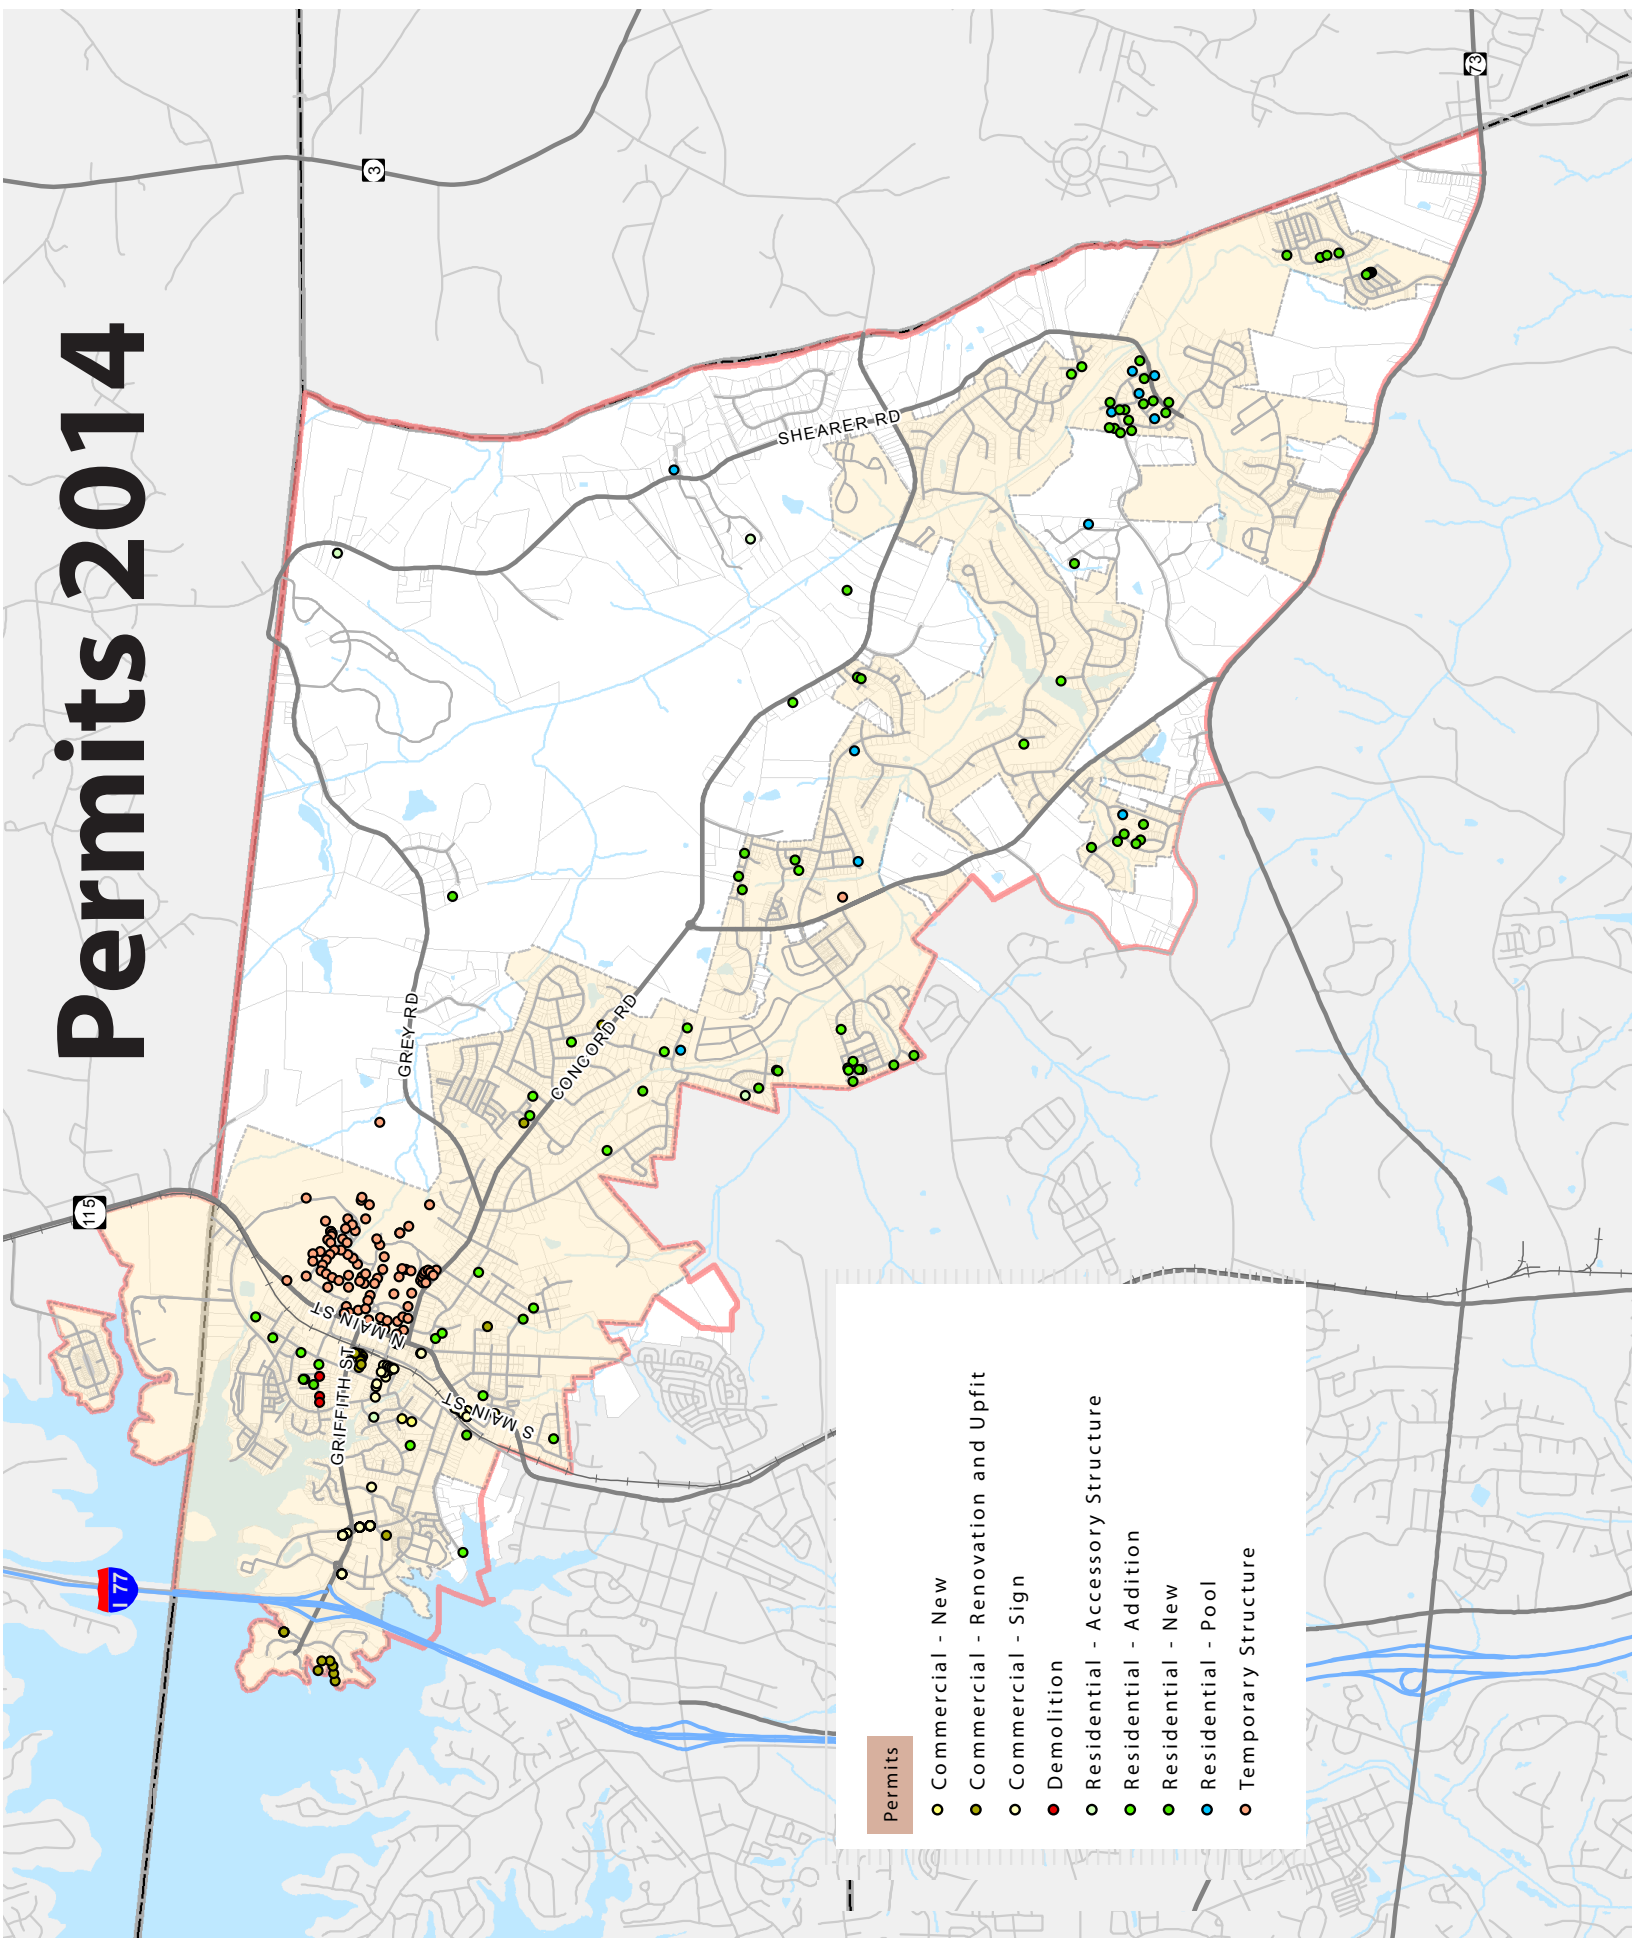 Permits 2014
73
3
115
I 77
SHEARER RD
GREY RD
CONCORD RD
N MAIN ST
GRIFFITH ST
S MAIN ST
Permits
Commercial - New
Commercial - Renovation and Upfit
Commercial - Sign
Demolition
Residential - Accessory Structure
Residential - Addition
Residential - New
Residential - Pool
Temporary Structure